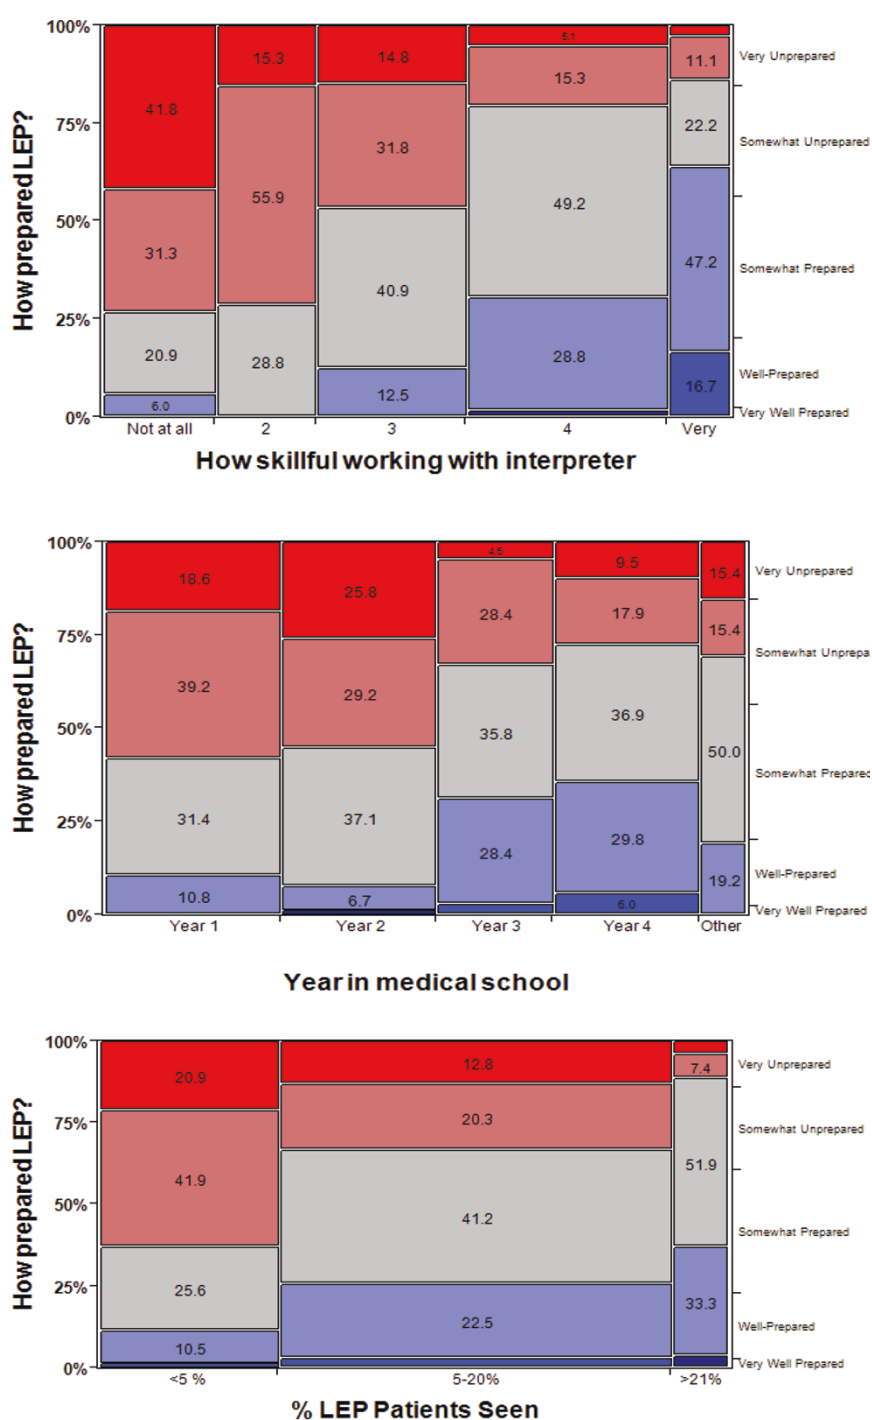 100%
75%
50%
25%
0%
How prepared LEP?
41.8
31.3
20.9
6.0
15.3
55.9
28.8
14.8
31.8
40.9
12.5
5.1
15.3
49.2
28.8
11.1
22.2
47.2
16.7
Very Unprepared
Somewhat Unprepared
Somewhat Prepared
Well-Prepared
Very Well Prepared
Not at all 2 3 4 Very
How skillful working with interpreter
100%
75%
50%
25%
0%
How prepared LEP?
18.6
39.2
31.4
10.8
25.8
29.2
37.1
6.7
4.5
28.4
35.8
28.4
9.5
17.9
36.9
29.8
6.0
15.4
15.4
50.0
19.2
Very Unprepared
Somewhat Unprepa
Somewhat Prepared
Well-Prepared
Very Well Prepared
Year 1 Year 2 Year 3 Year 4 Other
Year in medical school
100%
75%
50%
25%
0%
How prepared LEP?
20.9
41.9
25.6
10.5
12.8
20.3
41.2
22.5
7.4
51.9
33.3
Very Unprepared
Somewhat Unprepared
Somewhat Prepared
Well-Prepared
Very Well Prepared
<5 % 5-20% >21%
% LEP Patients Seen